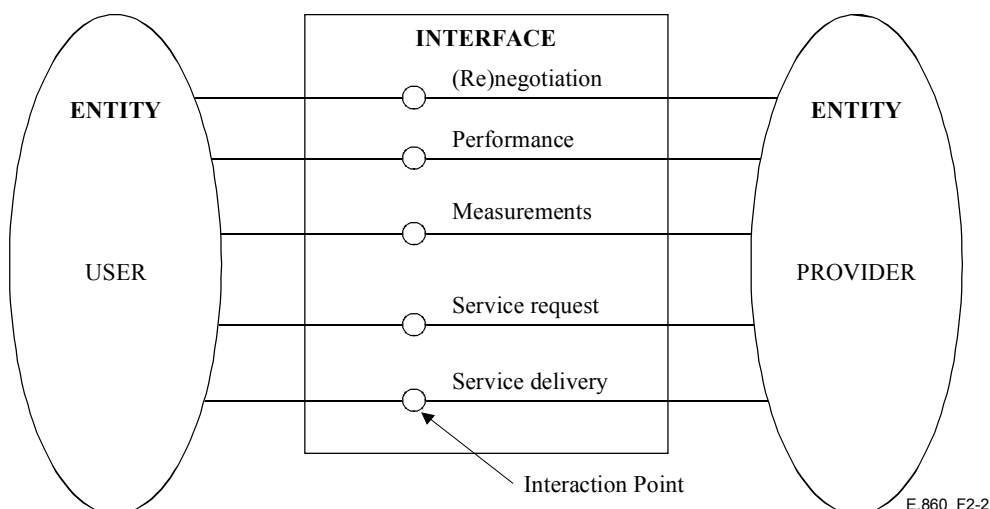 INTERFACE
(Re)negotiation
ENTITY
ENTITY
Performance
Measurements
USER
PROVIDER
Service request
Service delivery
Interaction Point
E.860_F2-2